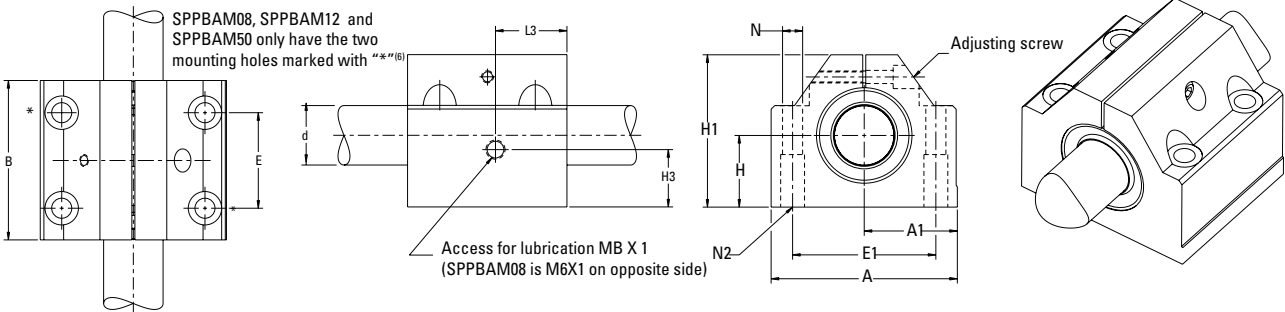 SPPBAM08, SPPBAM12 and
SPPBAM50 only have the two
mounting holes marked with "*"(6)
*
B
E
*
L3
d
H3
Access for lubrication MB X 1
(SPPBAM08 is M6X1 on opposite side)
N
Adjusting screw
H1
H
N2
A1
E1
A